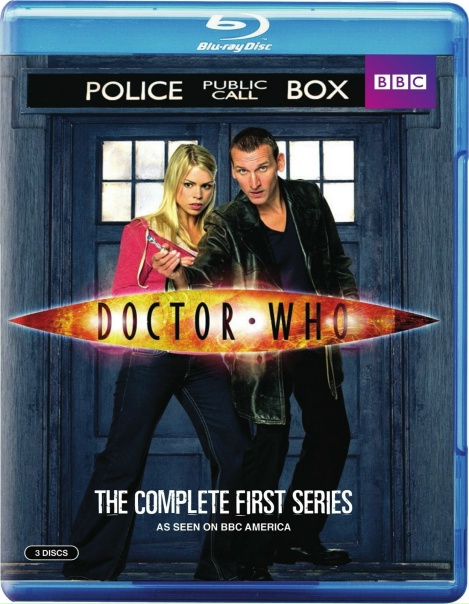 Blu-ray Disc
POLICE PUBLIC CALL BOX
BBC
DOCTOR · WHO
THE COMPLETE FIRST SERIES
AS SEEN ON BBC AMERICA
3 DISCS